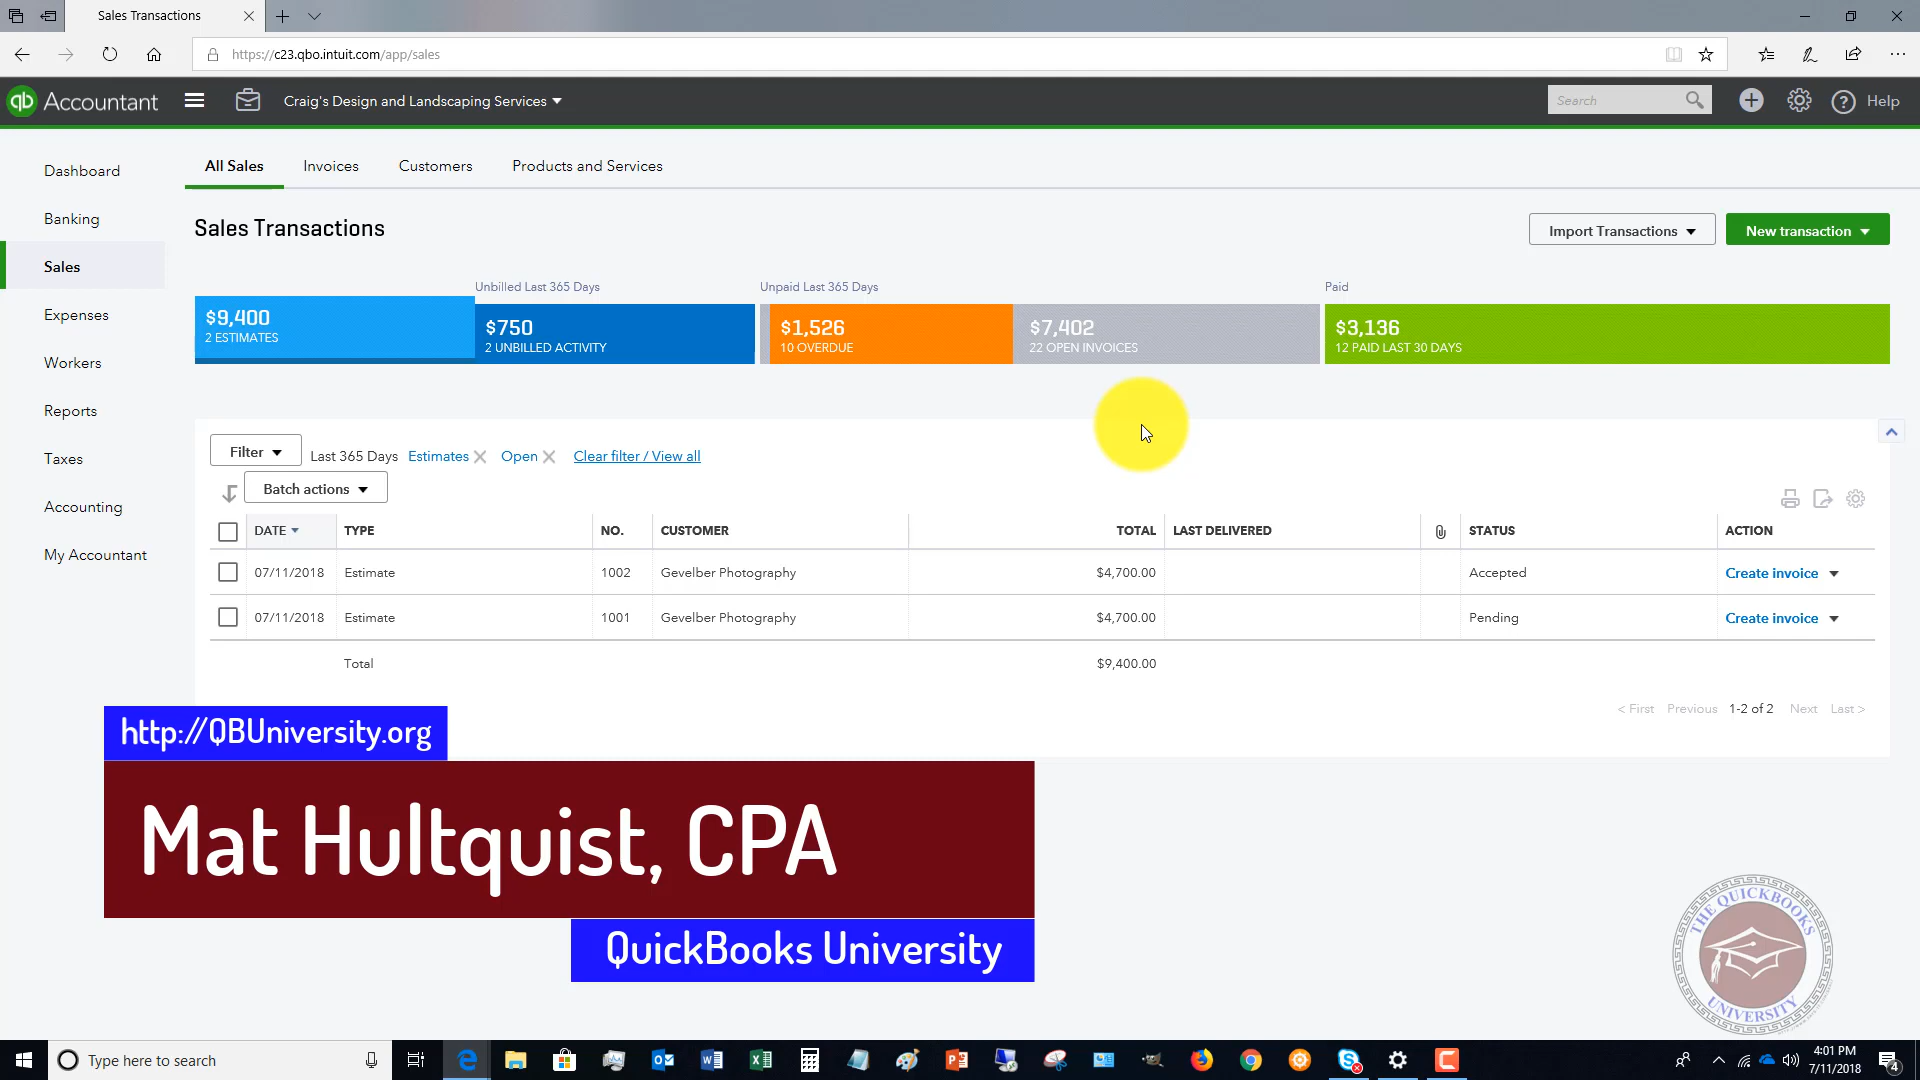 Sales Transactions
https://c23.qbo.intuit.com/app/sales
qb Accountant
Craig's Design and Landscaping Services
Search
Help
Dashboard
Banking
Sales
Expenses
Workers
Reports
Taxes
Accounting
My Accountant
All Sales Invoices Customers Products and Services
Sales Transactions
Import Transactions
New transaction
Unbilled Last 365 Days
Unpaid Last 365 Days
Paid
$9,400
2 ESTIMATES
$750
2 UNBILLED ACTIVITY
$1,526
10 OVERDUE
$7,402
22 OPEN INVOICES
$3,136
12 PAID LAST 30 DAYS
Filter
Last 365 Days Estimates Open Clear filter / View all
Batch actions
DATE TYPE NO. CUSTOMER TOTAL LAST DELIVERED STATUS ACTION
07/11/2018 Estimate 1002 Gevelber Photography $4,700.00 Accepted Create invoice
07/11/2018 Estimate 1001 Gevelber Photography $4,700.00 Pending Create invoice
Total $9,400.00
< First Previous 1-2 of 2 Next Last >
http://QBUniversity.org
Mat Hultquist, CPA
QuickBooks University
THE QUICKBOOKS
UNIVERSITY
Type here to search
4:01 PM
7/11/2018
4